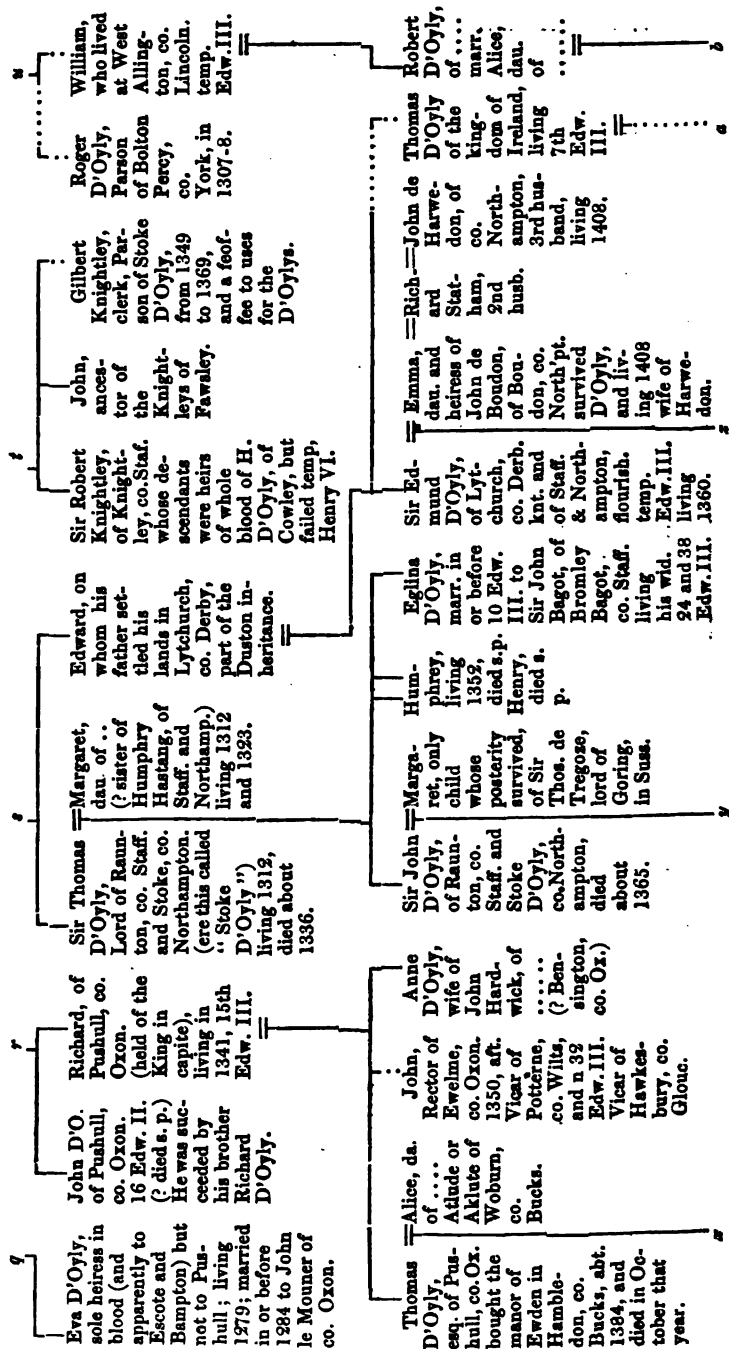 q
Eva D'Oyly,
sole heiress in
blood (and
apparently to
Escote and
Bampton) but
not to Pus-
hull; living
1279; married
in or before
1284 to John
le Mouner of
co. Oxon.
r
John D'O.
of Pushull,
co. Oxon.
16 Edw. II.
(? died s. p.)
He was suc-
ceeded by
his brother
Richard
D'Oyly.
Richard, of
Pushull, co.
Oxon.
(held of the
King in
capite),
living in
1341, 15th
Edw. III.
s
Sir Thomas
D'Oyly,
Lord of Raun-
ton, co. Staff.
and Stoke, co.
Northampton.
(ere this called
"Stoke
D'Oyly")
living 1312,
died about
1336.
Margaret,
dau. of ..
(? sister of
Humphry
Hastang, of
Staff. and
Northamp.)
living 1312
and 1323.
Edward, on
whom his
father set-
tled his
lands in
Lytchurch,
co. Derby,
part of the
Duston in-
heritance.
t
Sir Robert
Knightley,
of Knight-
ley, co. Staf.
whose de-
scendants
were heirs
of whole
blood of H.
D'Oyly, of
Cowley, but
failed temp,
Henry VI.
John,
ances-
tor of
the
Knight-
leys of
Fawsley.
Gilbert
Knightley,
clerk, Par-
son of Stoke
D'Oyly,
from 1349
to 1369,
and a feof-
fee to uses
for the
D'Oylys.
u
Roger
D'Oyly,
Parson
of Bolton
Percy,
co.
York, in
1307-8.
William,
who lived
at West
Alling-
ton, co.
Lincoln.
temp.
Edw. III.
Thomas
D'Oyly,
esq. of Pus-
hull, co. Ox.
bought the
manor of
Ewden in
Hamble-
don, co.
Bucks, abt.
1384, and
died in Oc-
tober that
year.
Alice, da.
of ....
Atlude or
Aklute of
Woburn,
co.
Bucks.
John,
Rector of
Ewelme,
co. Oxon.
1350, aft.
Vicar of
Potterne,
co. Wilts,
and n 32
Edw. III.
Vicar of
Hawkes-
bury, co.
Glouc.
Anne
D'Oyly,
wife of
John
Hard-
wick, of
......
(? Ben-
sington,
co. Ox.)
Sir John
D'Oyly,
of Raun-
ton, co.
Staff. and
Stoke
D'Oyly,
co. North-
ampton,
died
about
1365.
Marga-
ret, only
child
whose
posterity
survived,
of Sir
Thos. de
Tregoze,
lord of
Goring,
in Suss.
Hum-
phrey,
living
1352,
died s.p.
Henry,
died s.
p.
Eglina
D'Oyly,
marr. in
or before
10 Edw.
III. to
Sir John
Bagot, of
Bromley
Bagot,
co. Staff.
living
his wid.
24 and 38
Edw. III.
Sir Ed-
mund
D'Oyly,
of Lyt-
church,
co. Derb.
knt. and
of Staff.
& North-
ampton,
flourish.
temp.
Edw. III.
living
1360.
Emma,
dau. and
heiress of
John de
Boudon,
of Bou-
don, co.
North'pt.
survived
D'Oyly,
and liv-
ing 1408
wife of
Harwe-
don.
Rich-
ard
Stat-
ham,
2nd
husb.
John de
Harwe-
don, of
co.
North-
ampton,
3rd hus-
band,
living
1408.
Thomas
D'Oyly
of the
king-
dom of
Ireland,
living
7th
Edw.
III.
Robert
D'Oyly,
of ....
marr.
Alice,
dau.
of
......
x
y
z
a
b